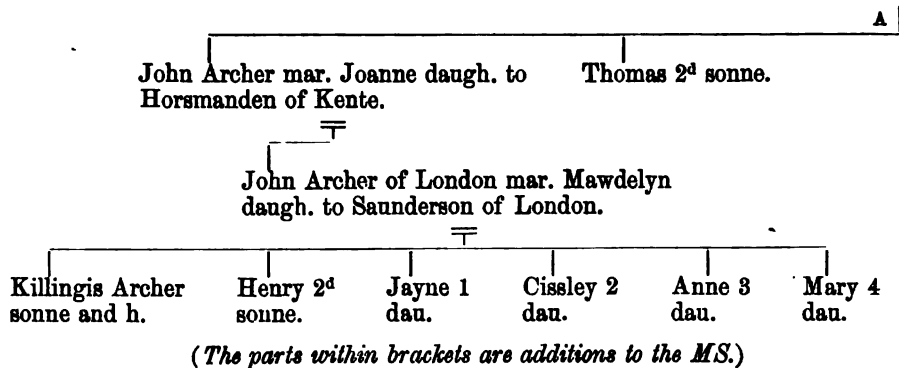 A
John Archer mar. Joanne daugh. to
Horsmanden of Kente.
Thomas 2ᵈ sonne.
John Archer of London mar. Mawdelyn
daugh. to Saunderson of London.
Killingis Archer
sonne and h.
Henry 2ᵈ
sonne.
Jayne 1
dau.
Cissley 2
dau.
Anne 3
dau.
Mary 4
dau.
(The parts within brackets are additions to the MS.)